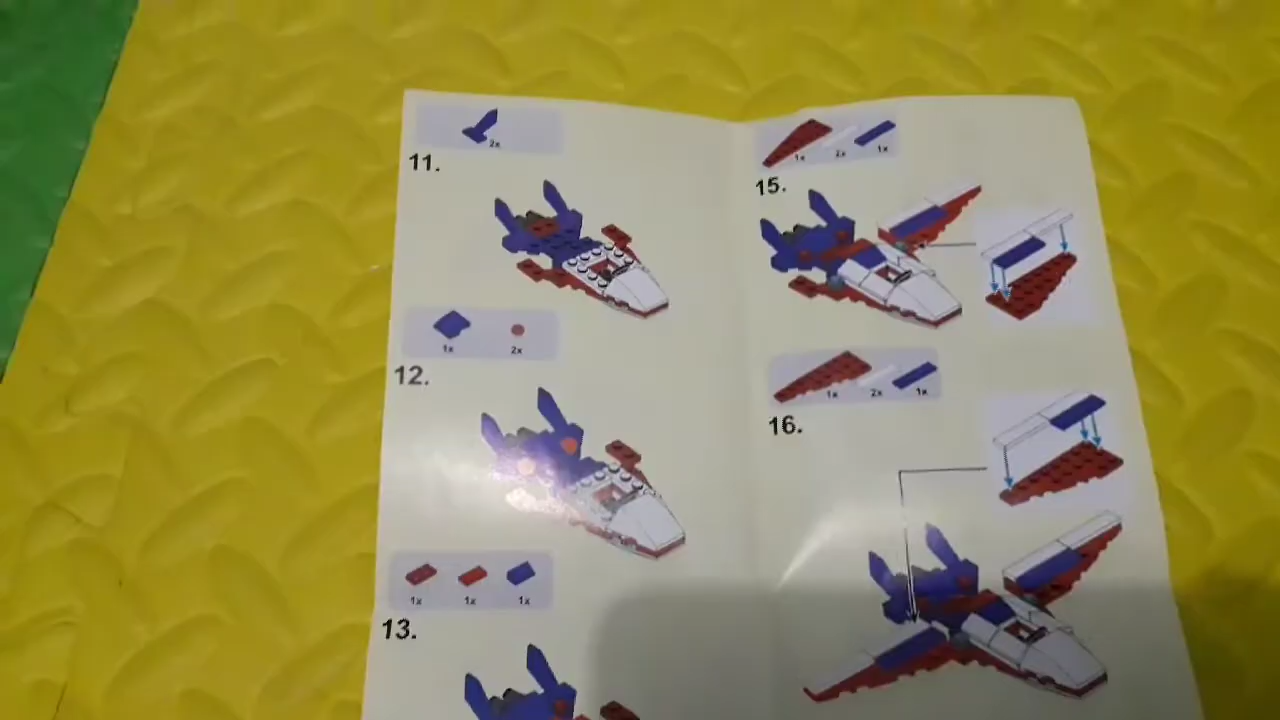 2x
11.
1x 2x
12.
1x 1x 1x
13.
1x 2x 1x
15.
1x 2x 1x
16.